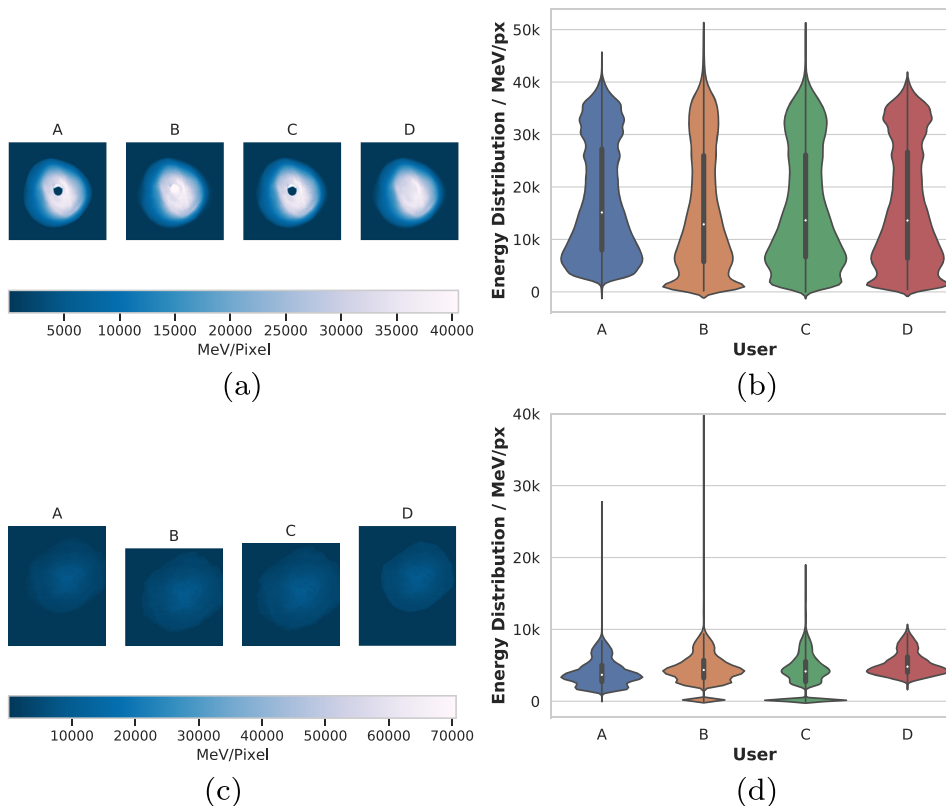 A B C D
5000 10000 15000 20000 25000 30000 35000 40000
MeV/Pixel
(a)
Energy Distribution / MeV/px
50k
40k
30k
20k
10k
0
A B C D
User
(b)
A B C D
10000 20000 30000 40000 50000 60000 70000
MeV/Pixel
(c)
Energy Distribution / MeV/px
40k
30k
20k
10k
0
A B C D
User
(d)